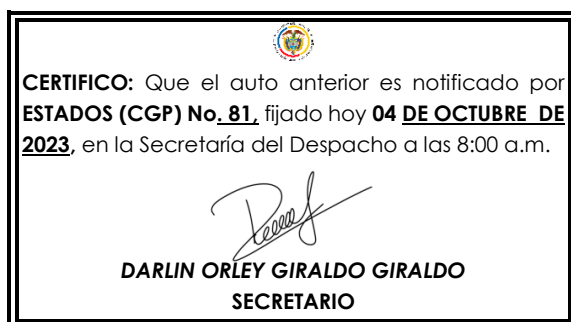 CERTIFICO: Que el auto anterior es notificado por
ESTADOS (CGP) No. 81, fijado hoy 04 DE OCTUBRE DE
2023, en la Secretaría del Despacho a las 8:00 a.m.
DARLIN ORLEY GIRALDO GIRALDO
SECRETARIO